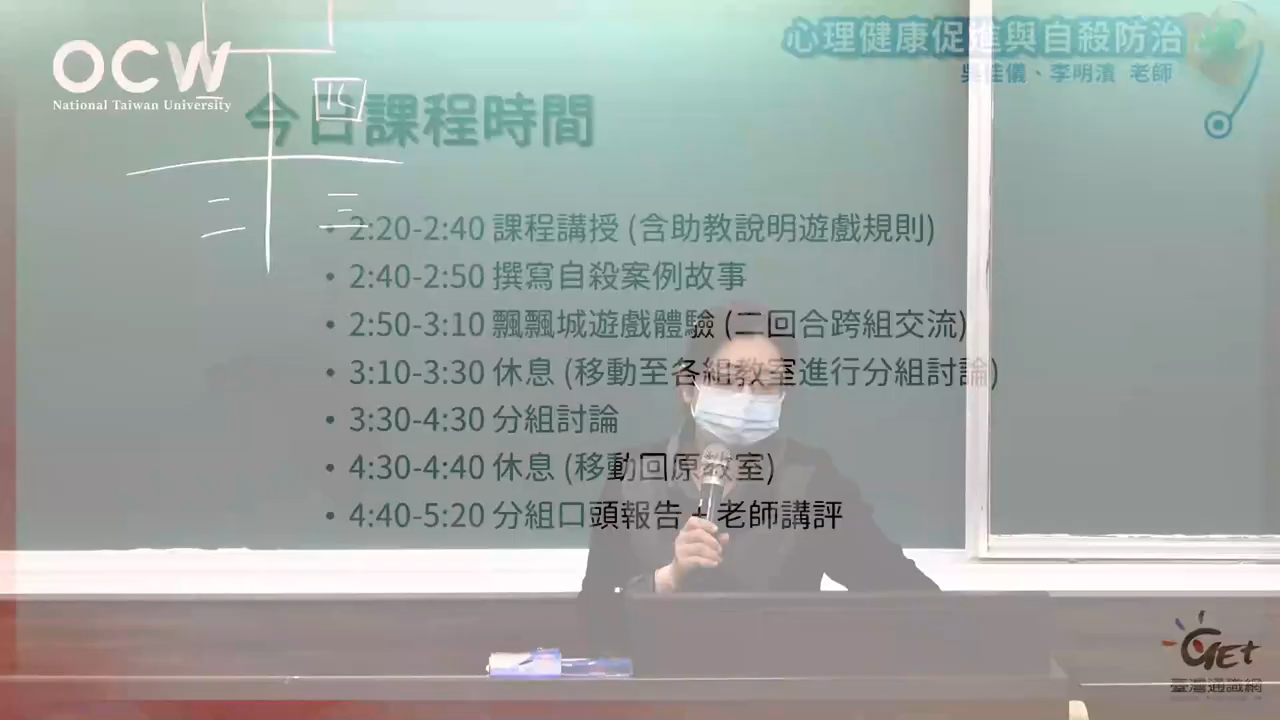 OCW
National Taiwan University
心理健康促進與自殺防治
吳佳儀、李明濱 老師
今日課程時間
四
二
三
• 2:20-2:40 課程講授 (含助教說明遊戲規則)
• 2:40-2:50 撰寫自殺案例故事
• 2:50-3:10 飄飄城遊戲體驗 (二回合跨組交流)
• 3:10-3:30 休息 (移動至各組教室進行分組討論)
• 3:30-4:30 分組討論
• 4:30-4:40 休息 (移動回原教室)
• 4:40-5:20 分組口頭報告 + 老師講評
GET
臺灣通識網